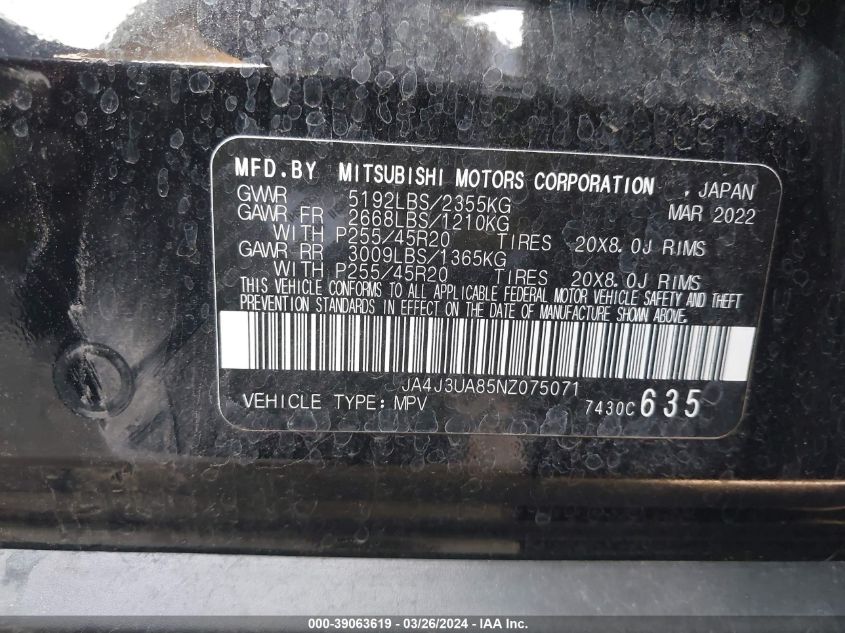 MFD.BY MITSUBISHI MOTORS CORPORATION , JAPAN
GVWR 5192LBS/2355KG MAR 2022
GAWR FR 2668LBS/1210KG
WITH P255/45R20 TIRES 20X8.0J RIMS
GAWR RR 3009LBS/1365KG
WITH P255/45R20 TIRES 20X8.0J RIMS
THIS VEHICLE CONFORMS TO ALL APPLICABLE FEDERAL MOTOR VEHICLE SAFETY AND THEFT
PREVENTION STANDARDS IN EFFECT ON THE DATE OF MANUFACTURE SHOWN ABOVE.
JA4J3UA85NZ075071
VEHICLE TYPE: MPV 7430C 635
000-39063619 - 03/26/2024 - IAA Holdings, LLC.